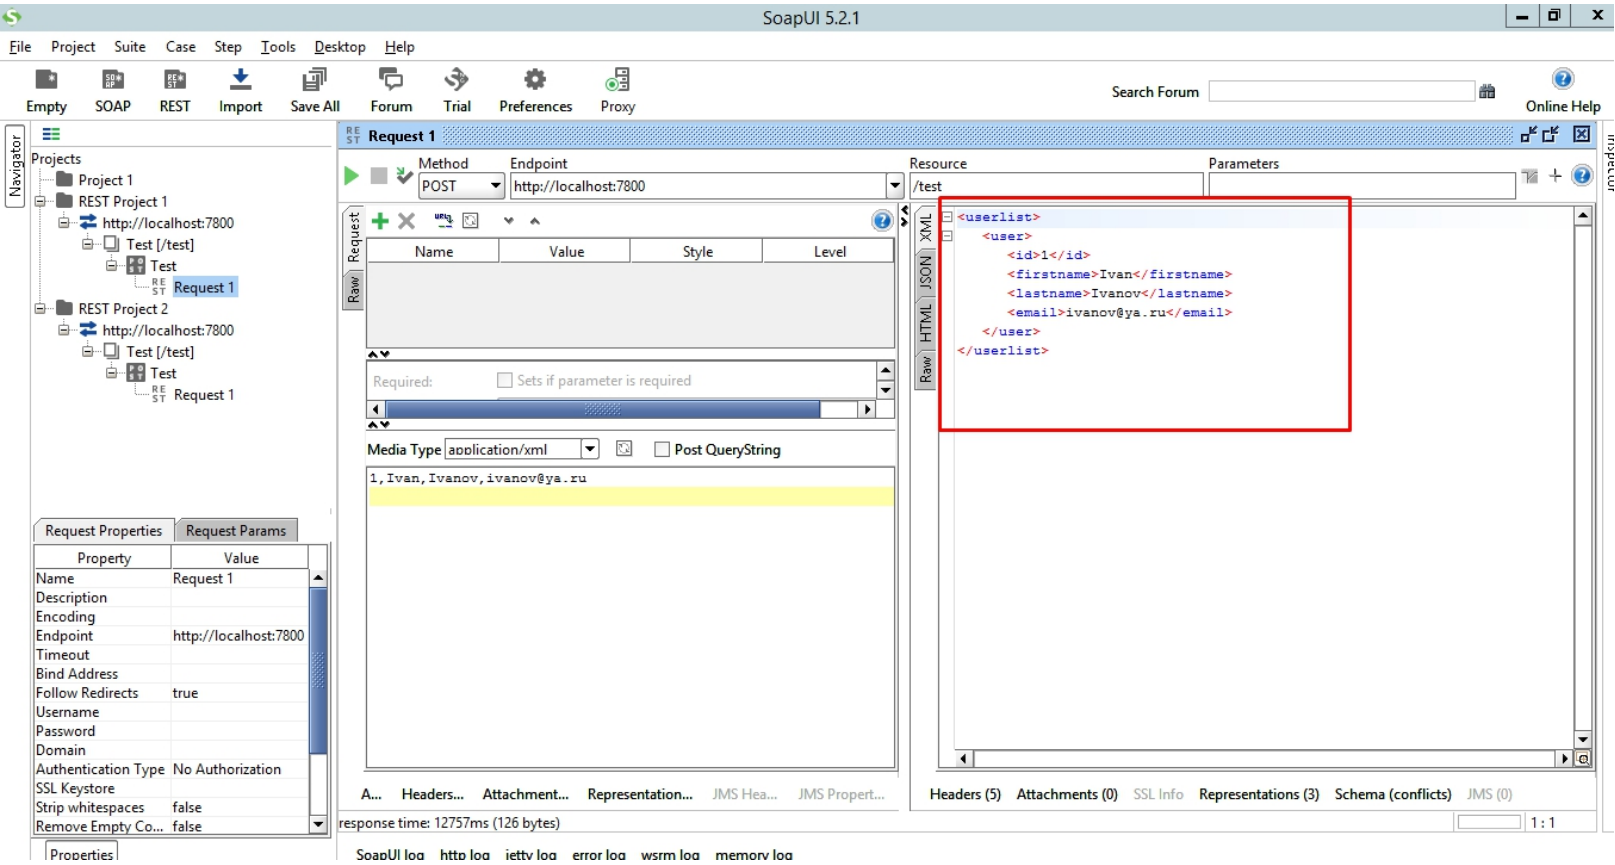 SoapUI 5.2.1
File Project Suite Case Step Tools Desktop Help
Empty SOAP REST Import Save All Forum Trial Preferences Proxy
Search Forum
Online Help
Navigator
Projects
Project 1
REST Project 1
http://localhost:7800
Test [/test]
Test
Request 1
REST Project 2
http://localhost:7800
Test [/test]
Test
Request 1
Request Properties Request Params
Property Value
Name Request 1
Description
Encoding
Endpoint http://localhost:7800
Timeout
Bind Address
Follow Redirects true
Username
Password
Domain
Authentication Type No Authorization
SSL Keystore
Strip whitespaces false
Remove Empty Co... false
Properties
REST Request 1
Method Endpoint Resource Parameters
POST http://localhost:7800 /test
Request
Raw
Name Value Style Level
Required: Sets if parameter is required
Media Type application/xml Post QueryString
1,Ivan,Ivanov,ivanov@ya.ru
A... Headers... Attachment... Representation... JMS Hea... JMS Propert...
XML
JSON
HTML
Raw
<userlist>
<user>
<id>1</id>
<firstname>Ivan</firstname>
<lastname>Ivanov</lastname>
<email>ivanov@ya.ru</email>
</user>
</userlist>
Headers (5) Attachments (0) SSL Info Representations (3) Schema (conflicts) JMS (0)
response time: 12757ms (126 bytes)
1 : 1
SoapUI log http log jetty log error log wsrm log memory log
Inspector